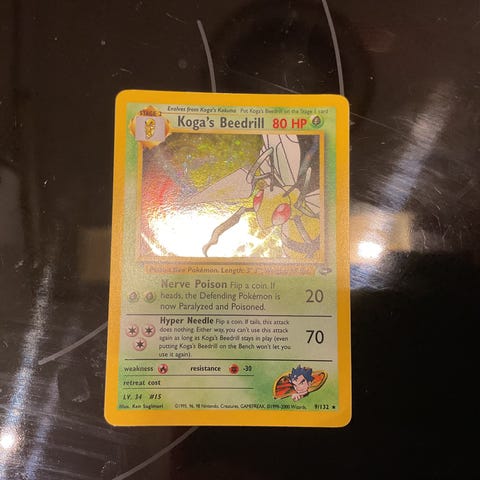 Evolves from Koga's Kakuna Put Koga's Beedrill on the Stage 1 card
STAGE 2
Koga's Beedrill 80 HP
Poison Bee Pokémon. Length:
Nerve Poison Flip a coin. If
heads, the Defending Pokémon is
now Paralyzed and Poisoned.
20
Hyper Needle Flip a coin. If tails, this attack
does nothing. Either way, you can't use this
attack again as long as Koga's Beedrill stays in play (even
putting Koga's Beedrill on the Bench won't let
you use it again).
70
weakness resistance -30
retreat cost
LV. 34 #15
Illus. Ken Sugimori ©1995, 96, 98 Nintendo, Creatures, GAMEFREAK. ©1999-2000 Wizards. 9/132 ★